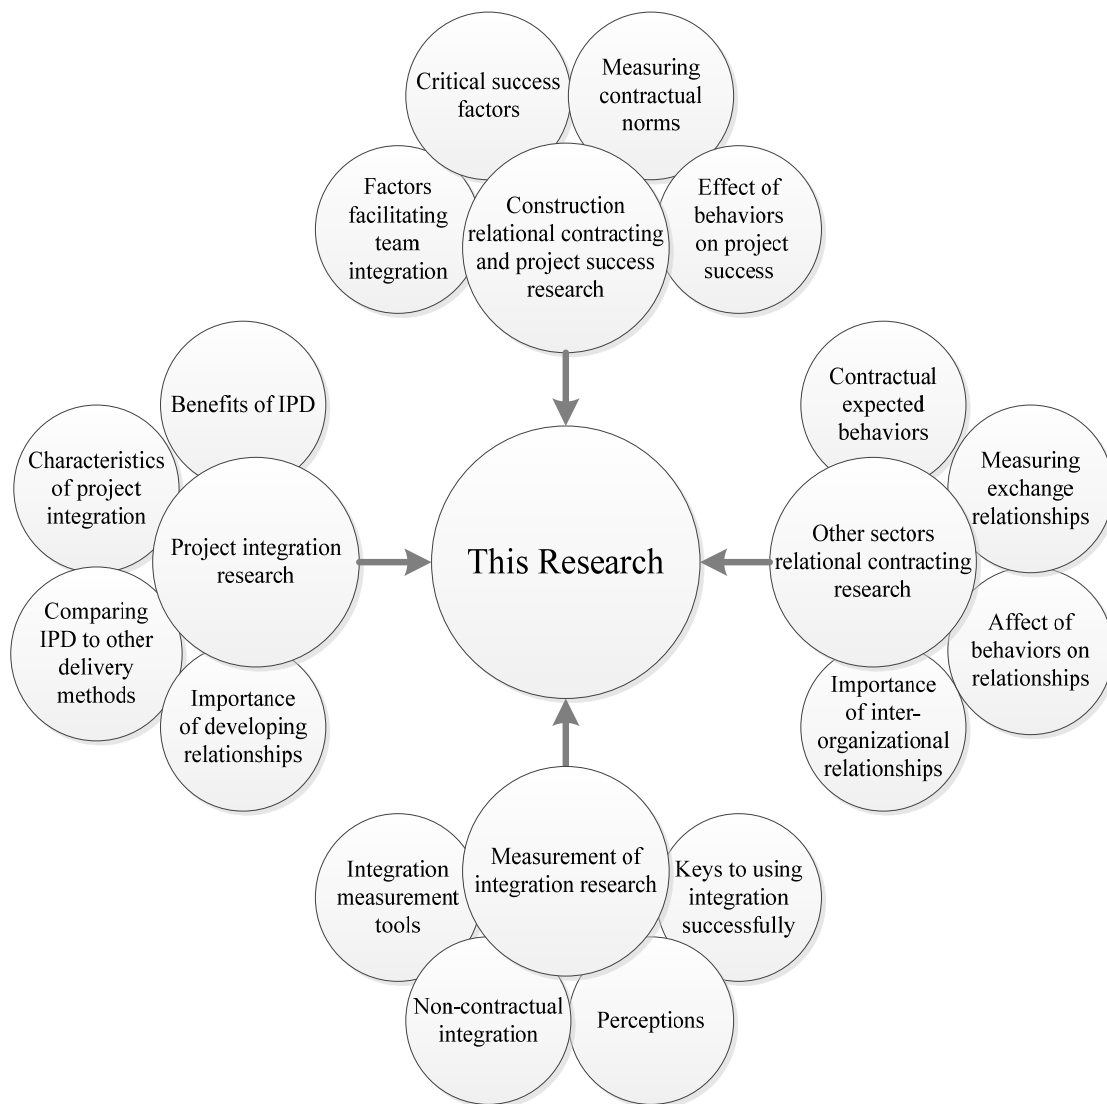 Critical success
factors
Measuring
contractual
norms
Factors
facilitating
team
integration
Construction
relational contracting
and project success
research
Effect of
behaviors on project
success
Benefits of IPD
Characteristics
of project
integration
Project integration
research
Comparing
IPD to other
delivery
methods
Importance
of developing
relationships
This Research
Contractual
expected
behaviors
Measuring
exchange
relationships
Other sectors
relational contracting
research
Affect of
behaviors on
relationships
Importance
of inter-
organizational
relationships
Measurement of
integration research
Integration
measurement
tools
Keys to using
integration
successfully
Non-contractual
integration
Perceptions